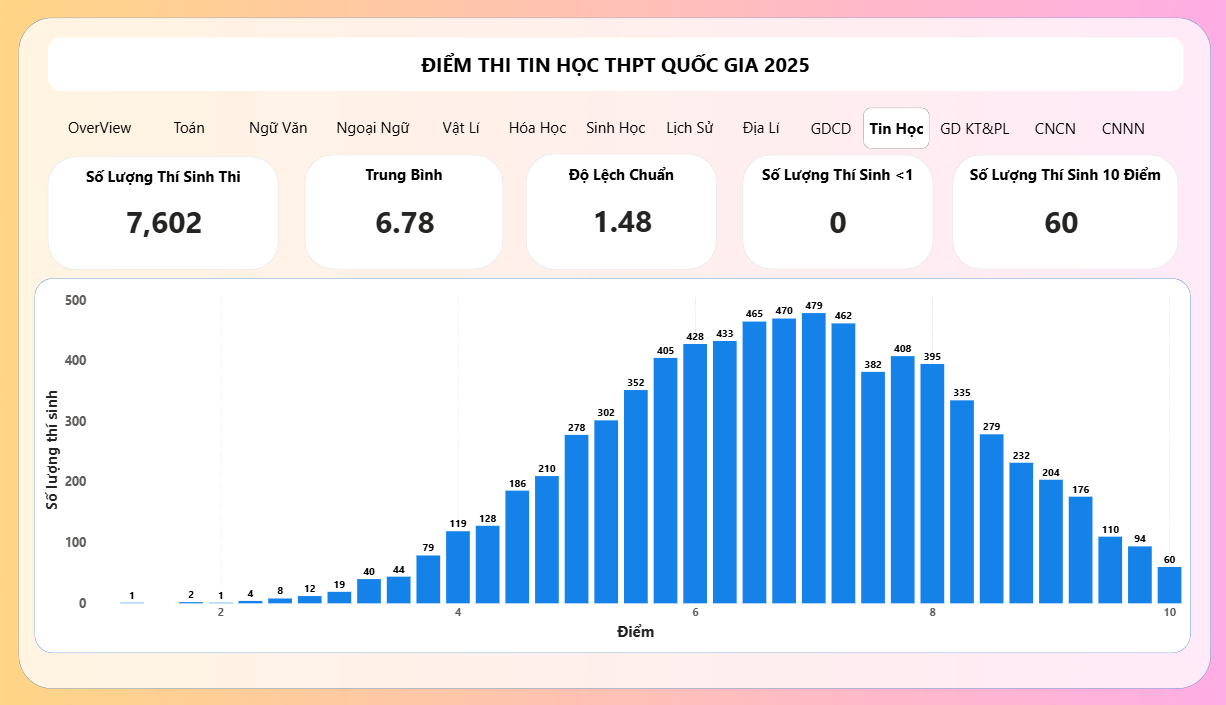 ĐIỂM THI TIN HỌC THPT QUỐC GIA 2025
OverView Toán Ngữ Văn Ngoại Ngữ Vật Lí Hóa Học Sinh Học Lịch Sử Địa Lí GDCD Tin Học GD KT&PL CNCN CNNN
Số Lượng Thí Sinh Thi
7,602
Trung Bình
6.78
Độ Lệch Chuẩn
1.48
Số Lượng Thí Sinh <1
0
Số Lượng Thí Sinh 10 Điểm
60
Số lượng thí sinh
500
400
300
200
100
0
1 2 1 4 8 12 19 40 44 79 119 128 186 210 278 302 352 405 428 433 465 470 479 462 382 408 395 335 279 232 204 176 110 94 60
2 4 6 8 10
Điểm